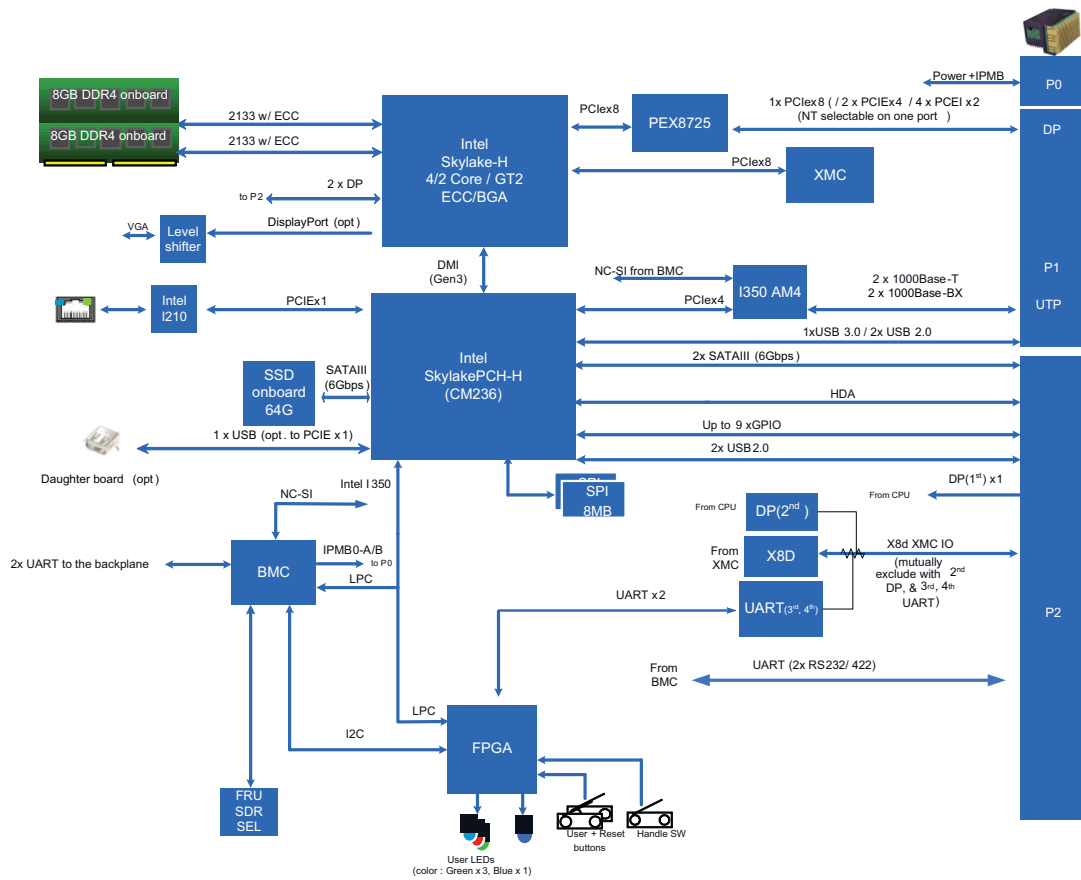 Power+IPMB
P0
8GB DDR4 onboard
8GB DDR4 onboard
2133 w/ ECC
2133 w/ ECC
Intel
Skylake-H
4/2 Core / GT2
ECC/BGA
PCIex8
PEX8725
1x PCIex8 ( / 2 x PCIEx4 / 4 x PCEI x2
(NT selectable on one port )
DP
PCIEx8
XMC
2 x DP
to P2
DisplayPort (opt)
VGA
Level
shifter
DMI
(Gen3)
NC-SI from BMC
PCIex4
I350 AM4
2 x 1000Base-T
2 x 1000Base-BX
P1
UTP
Intel
I210
PCIEx1
Intel
SkylakePCH-H
(CM236)
1xUSB 3.0 / 2x USB 2.0
2x SATAIII (6Gbps)
HDA
Up to 9 xGPIO
2x USB2.0
SSD
onboard
64G
SATAIII
(6Gbps)
1 x USB (opt. to PCIE x1)
Daughter board (opt)
Intel I350
NC-SI
SPI
8MB
DP(1st) x1
From CPU
From CPU
DP(2nd )
From
XMC
X8D
X8d XMC IO
(mutually
exclude with 2nd
DP, & 3rd, 4th
UART)
UART(3rd, 4th)
UART x2
P2
2x UART to the backplane
BMC
IPMB0-A/B
to P0
LPC
From
BMC
UART (2x RS232/ 422)
LPC
I2C
FPGA
FRU
SDR
SEL
User + Reset
buttons
Handle SW
User LEDs
(color : Green x 3, Blue x 1)